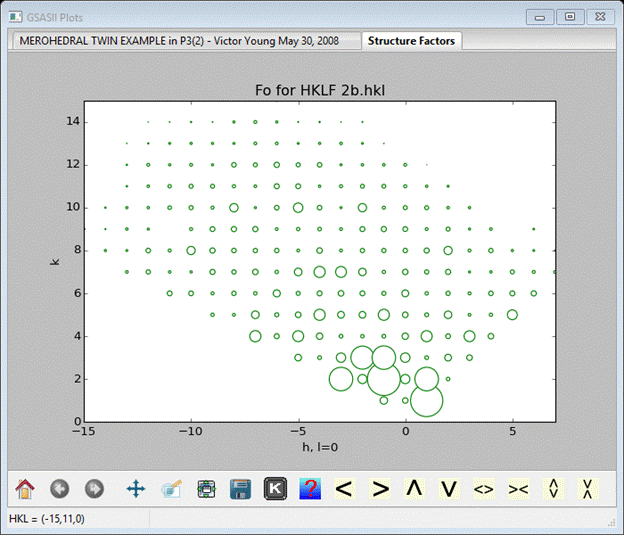 GSASII Plots
MEROHEDRAL TWIN EXAMPLE in P3(2) - Victor Young May 30, 2008 Structure Factors
Fo for HKLF 2b.hkl
14
12
10
8
6
4
2
0
k
−15 −10 −5 0 5
h, l=0
K ? < > Λ V <> >< 
HKL = (-15,11,0)